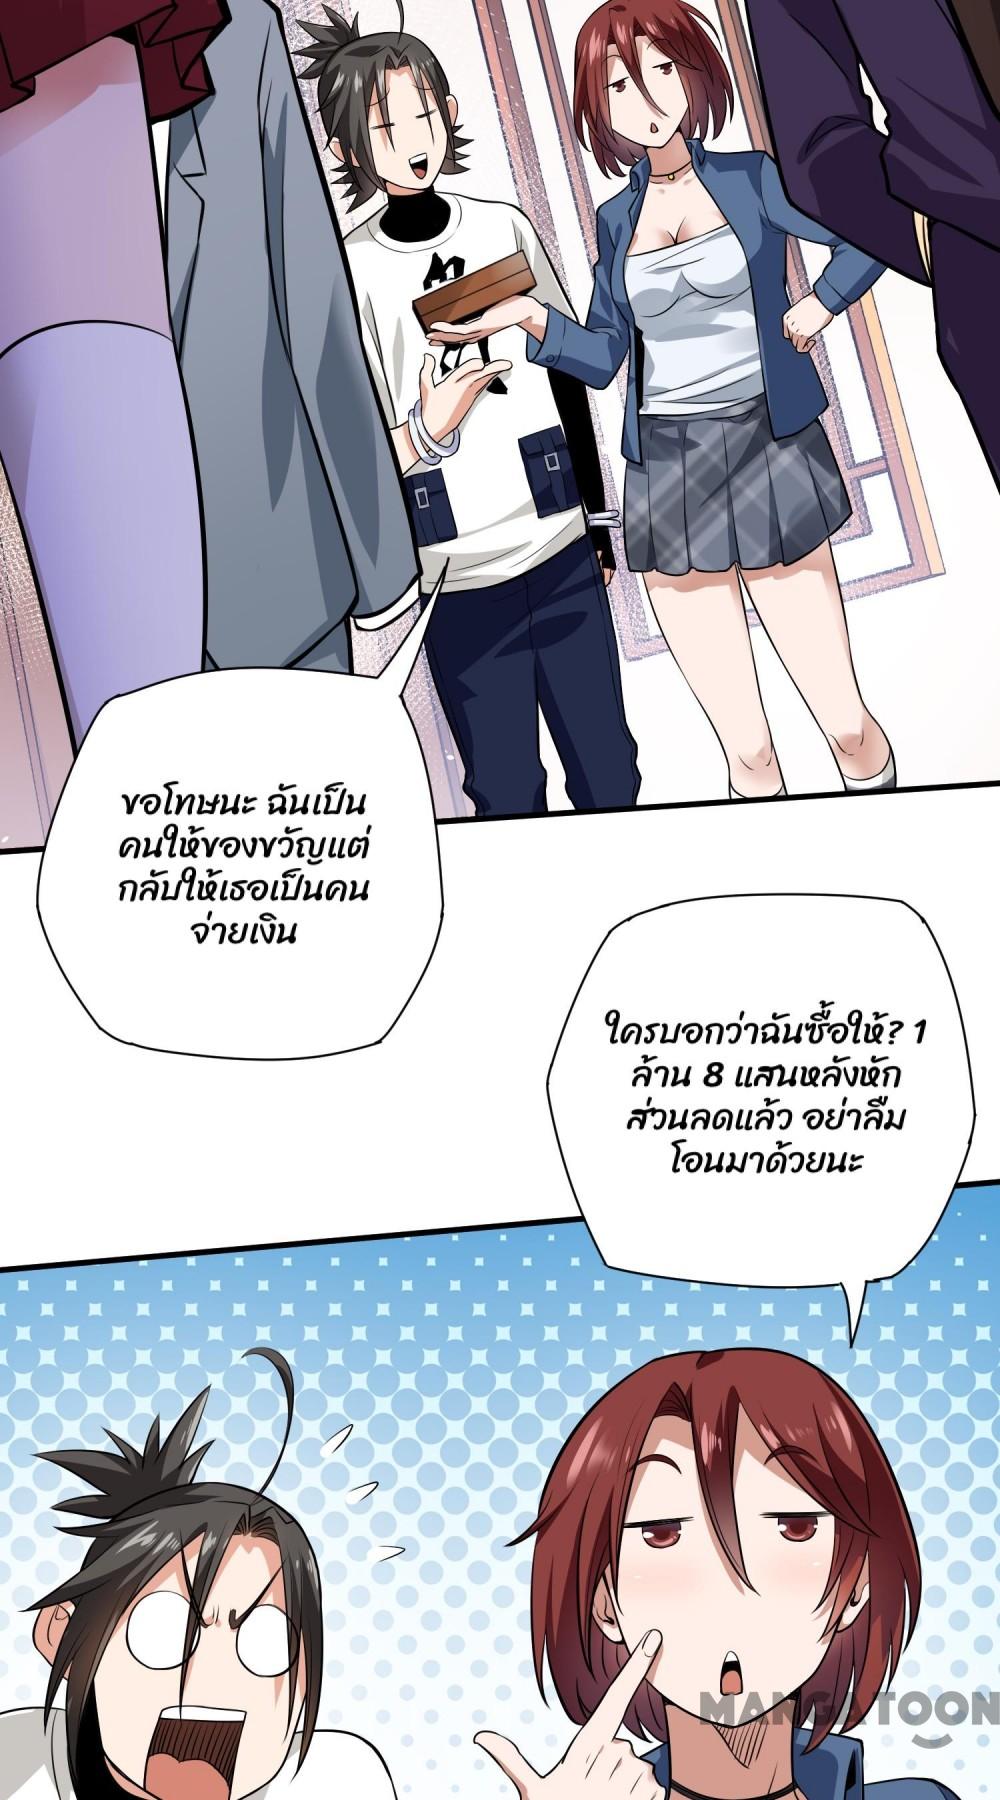 ขอโทษนะ ฉันเป็น
คนให้ของขวัญแต่
กลับให้เธอเป็นคน
จ่ายเงิน
ใครบอกว่าฉันซื้อให้? 1
ล้าน 8 แสนหลังหัก
ส่วนลดแล้ว อย่าลืม
โอนมาด้วยนะ
MANGATOON